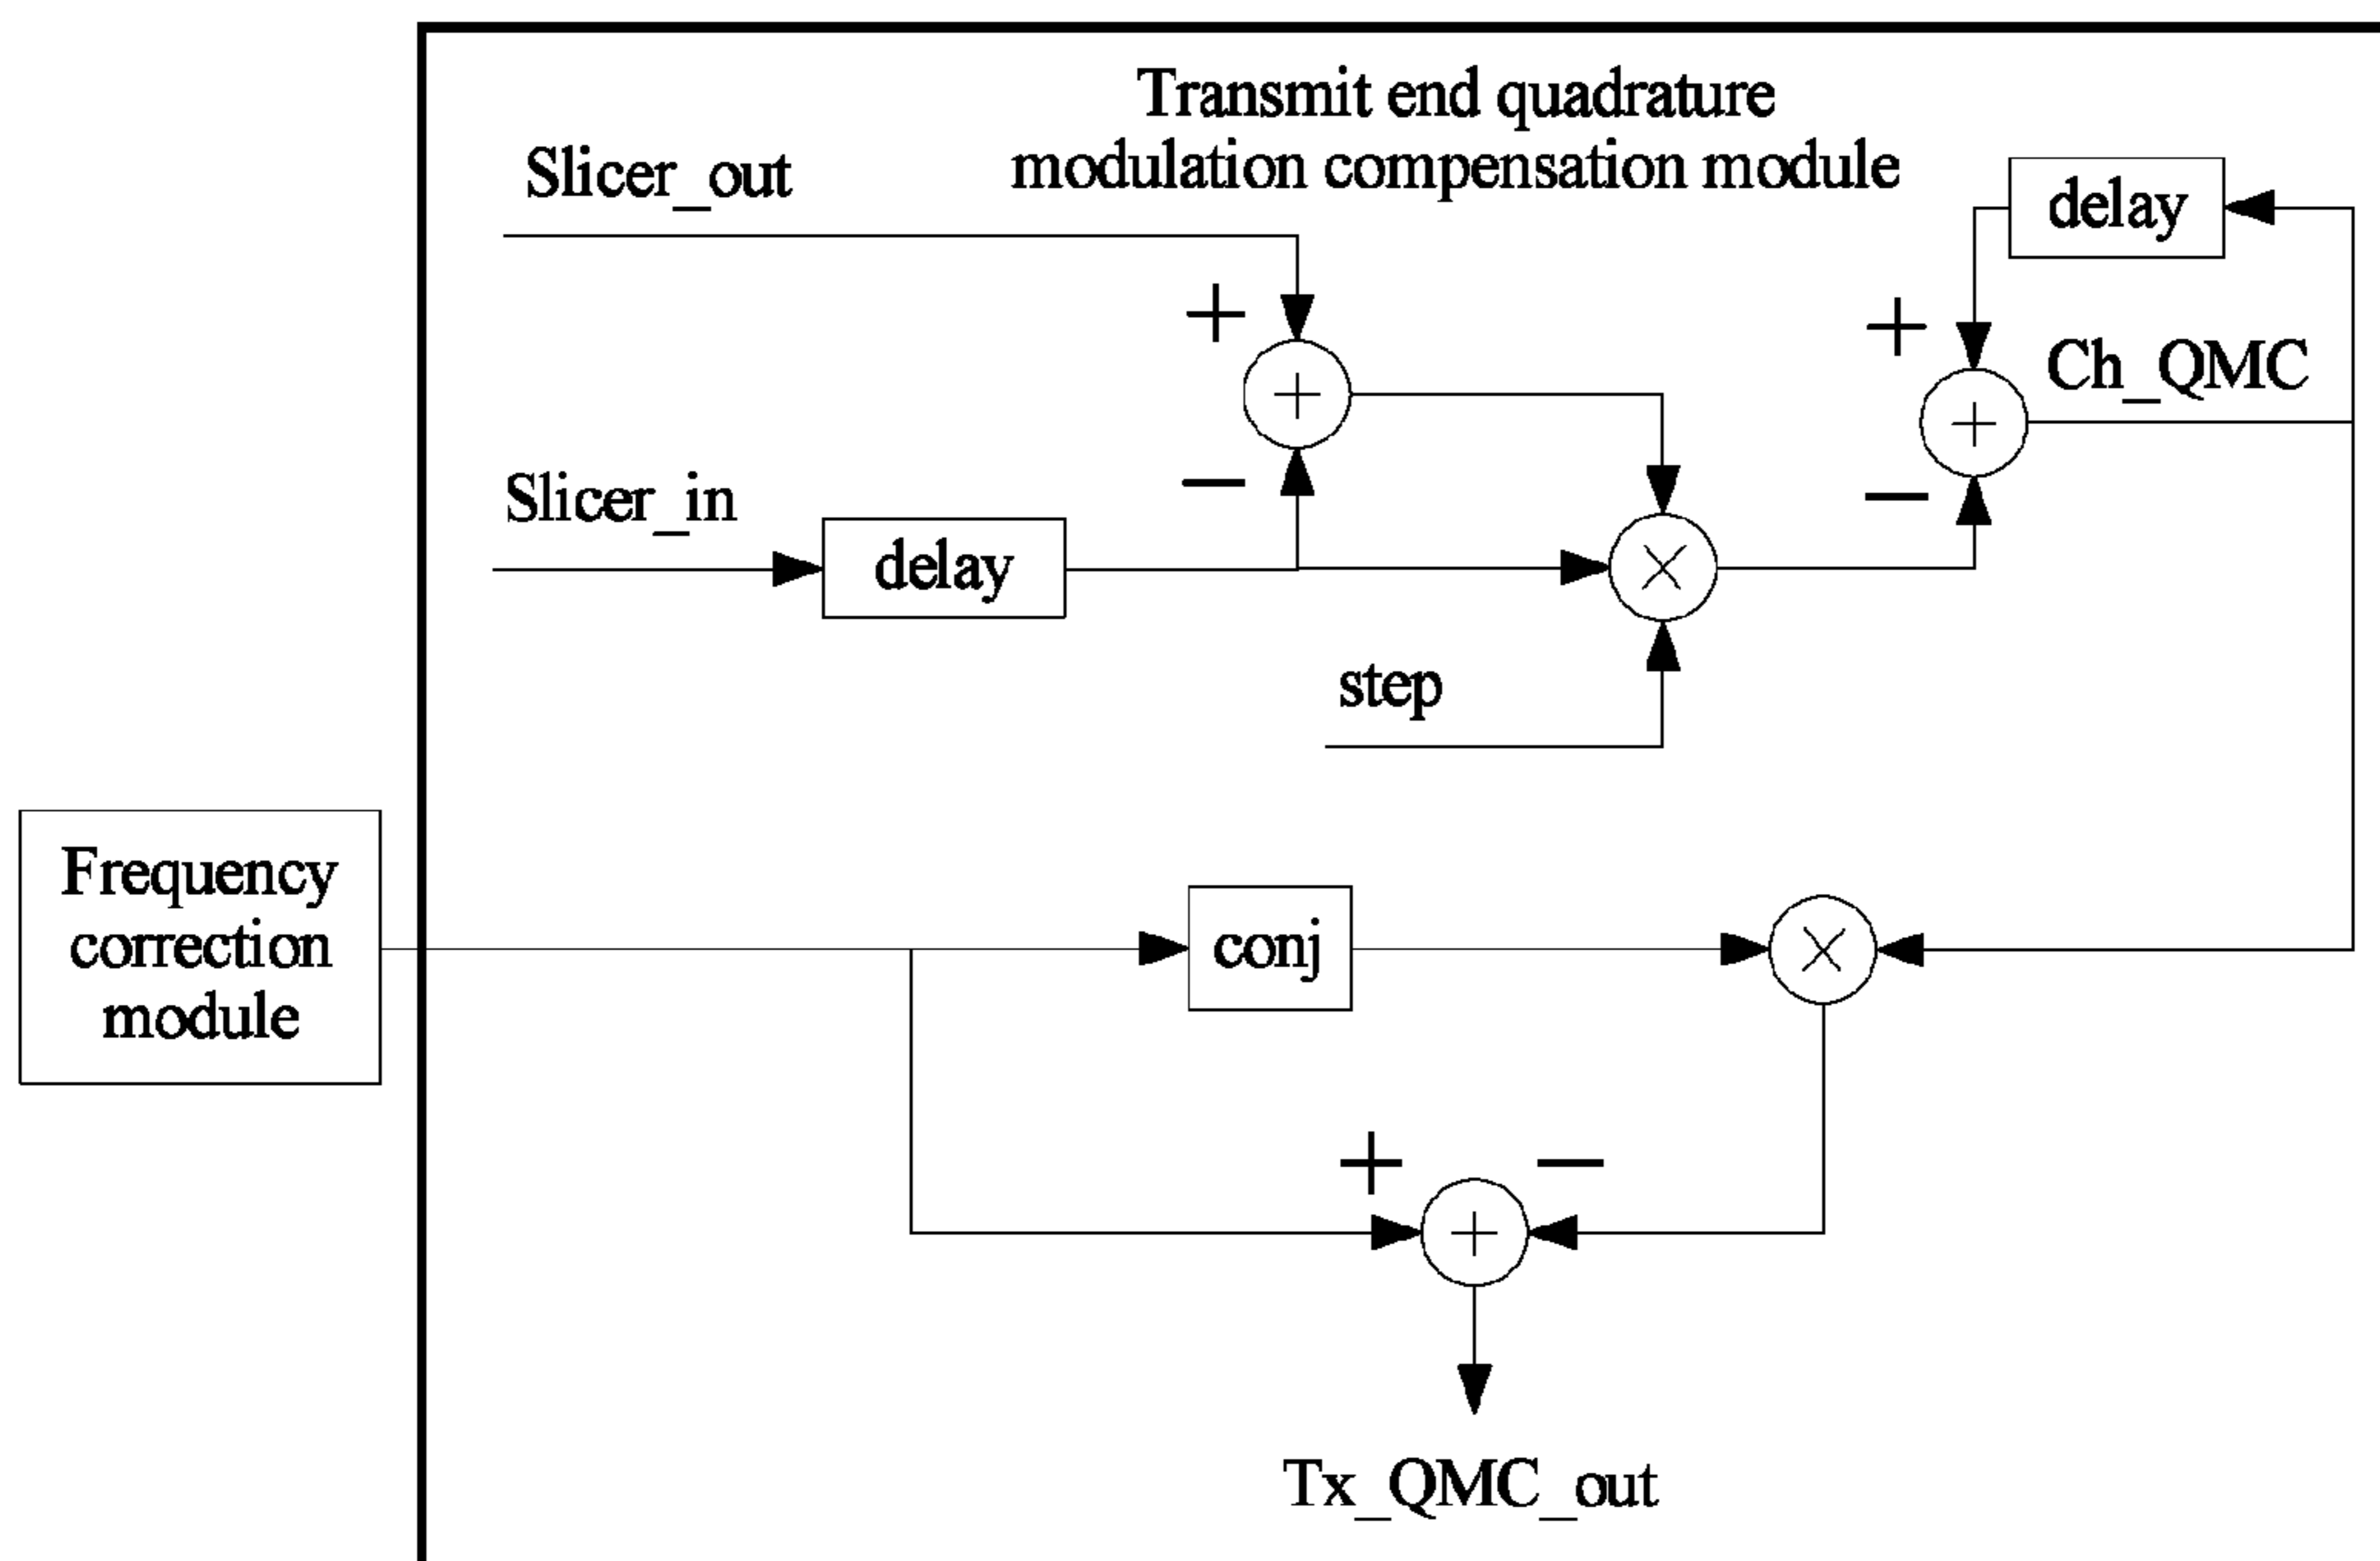 Transmit end quadrature
modulation compensation module
Slicer_out
delay
+
+
−
Ch_QMC
+
+
−
Slicer_in
delay
×
step
Frequency
correction
module
conj
×
+
−
+
Tx_QMC_out